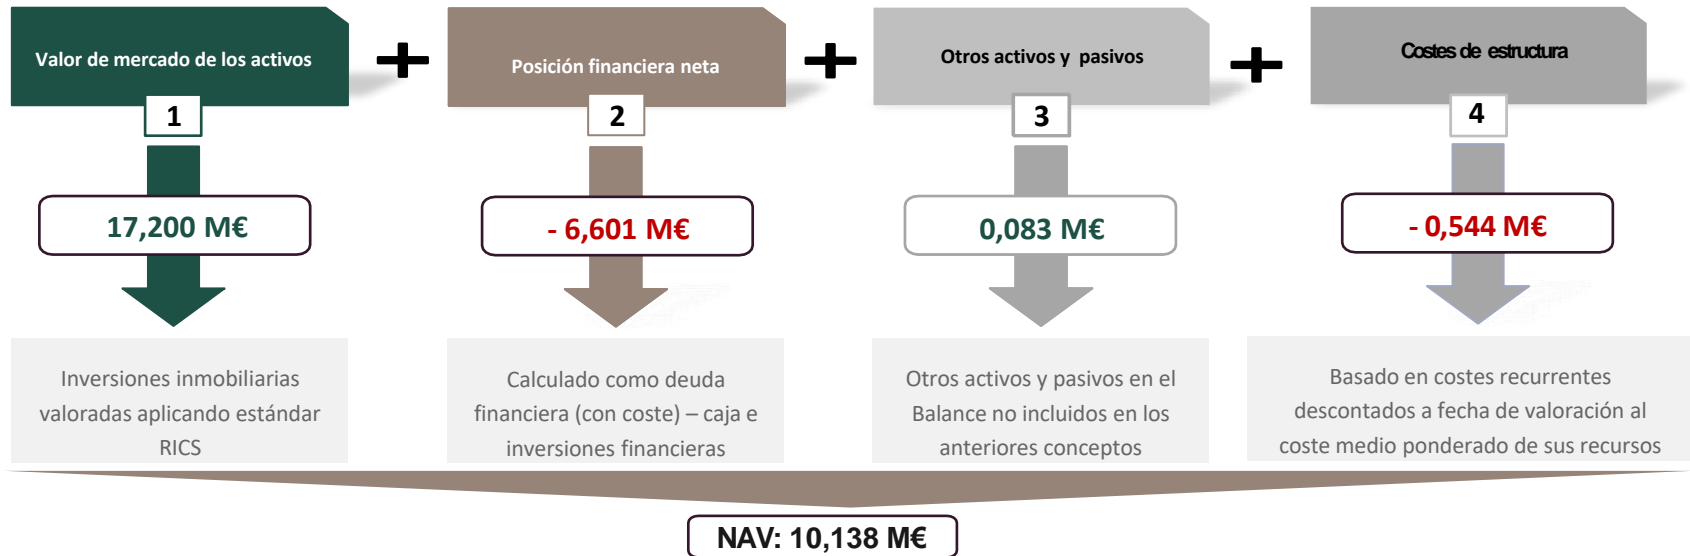 Valor de mercado de los activos
+
Posición financiera neta
+
Otros activos y pasivos
+
Costes de estructura
1
2
3
4
17,200 M€
- 6,601 M€
0,083 M€
- 0,544 M€
Inversiones inmobiliarias
valoradas aplicando estándar
RICS
Calculado como deuda
financiera (con coste) – caja e
inversiones financieras
Otros activos y pasivos en el
Balance no incluidos en los
anteriores conceptos
Basado en costes recurrentes
descontados a fecha de valoración al
coste medio ponderado de sus recursos
NAV: 10,138 M€